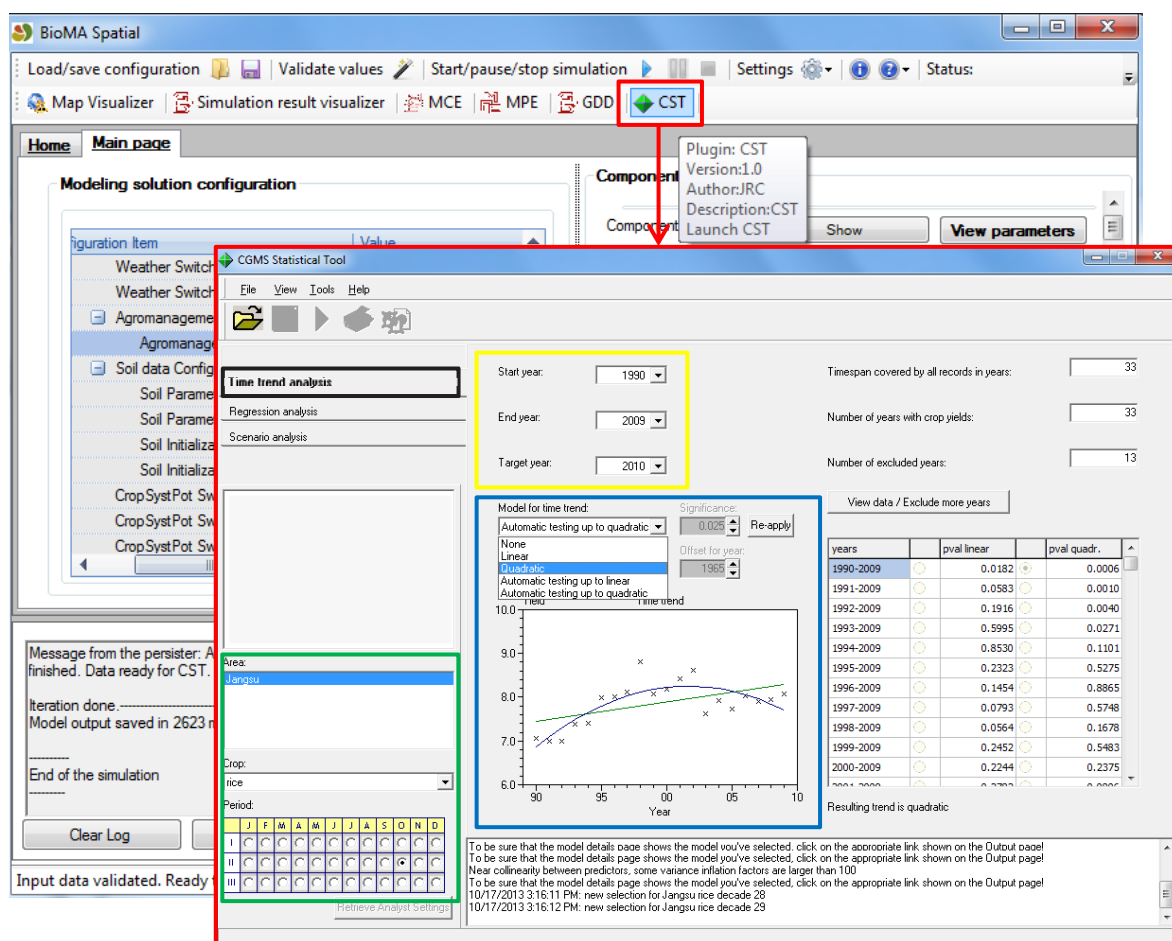 BioMA Spatial
Load/save configuration | Validate values | Start/pause/stop simulation | Settings | Status:
Map Visualizer | Simulation result visualizer | MCE | MPE | GDD | CST
Home Main page
Plugin: CST
Version:1.0
Author:JRC
Description:CST
Launch CST
Modeling solution configuration
Component
Component
Show
View parameters
figuration Item Value
Weather Switch
Weather Switch
Agromanageme
Agromanage
Soil data Config
Soil Parame
Soil Parame
Soil Initializa
Soil Initializa
CropSystPot Sw
CropSystPot Sw
CropSystPot Sw
Message from the persister: A
finished. Data ready for CST.
Iteration done.
Model output saved in 2623 m
----------
End of the simulation
---------
Clear Log
Input data validated. Ready
CGMS Statistical Tool
File View Tools Help
Time trend analysis
Regression analysis
Scenario analysis
Start year: 1990
End year: 2009
Target year: 2010
Timespan covered by all records in years: 33
Number of years with crop yields: 33
Number of excluded years: 13
View data / Exclude more years
Model for time trend:
Automatic testing up to quadratic
None
Linear
Quadratic
Automatic testing up to linear
Automatic testing up to quadratic
Significance:
0.025
Re-apply
Offset for year:
1965
Yield Time trend
10.0
9.0
8.0
7.0
6.0
90 95 00 05 10
Year
years pval linear pval quadr.
1990-2009 0.0182 0.0006
1991-2009 0.0583 0.0010
1992-2009 0.1916 0.0040
1993-2009 0.5995 0.0271
1994-2009 0.8530 0.1101
1995-2009 0.2323 0.5275
1996-2009 0.1454 0.8865
1997-2009 0.0793 0.5748
1998-2009 0.0564 0.1678
1999-2009 0.2452 0.5483
2000-2009 0.2244 0.2375
Resulting trend is quadratic
Area:
Jangsu
Crop:
rice
Period:
J F M A M J J A S O N D
I
II
III
Retrieve Analyst Settings
To be sure that the model details page shows the model you've selected, click on the appropriate link shown on the Output page!
To be sure that the model details page shows the model you've selected, click on the appropriate link shown on the Output page!
Near collinearity between predictors, some variance inflation factors are larger than 100
To be sure that the model details page shows the model you've selected, click on the appropriate link shown on the Output page!
10/17/2013 3:16:11 PM: new selection for Jangsu rice decade 28
10/17/2013 3:16:12 PM: new selection for Jangsu rice decade 29